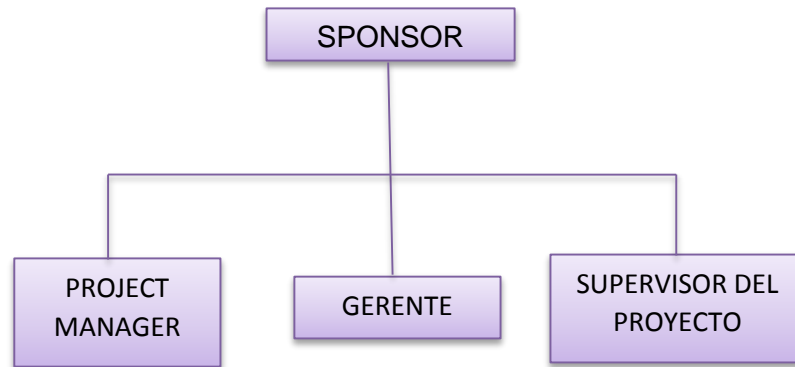 SPONSOR
PROJECT
MANAGER
GERENTE
SUPERVISOR DEL
PROYECTO